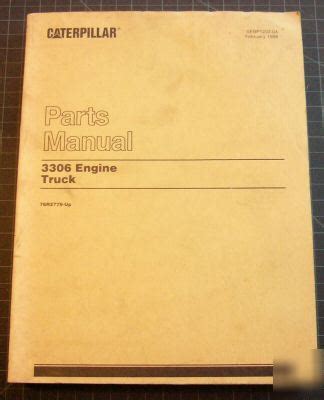 CATERPILLAR
February 1986
Parts
Manual
3306 Engine
Truck
76R2779-Up